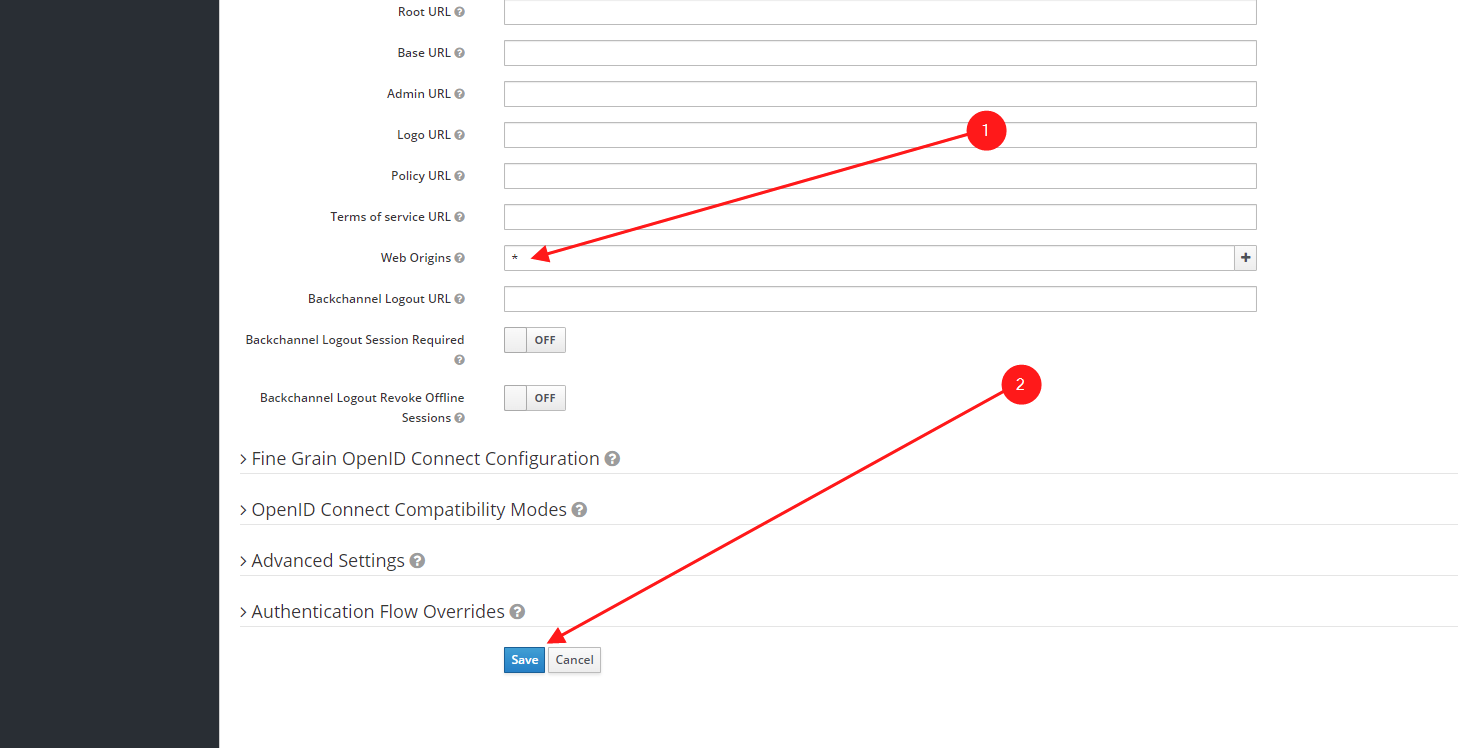 Root URL
Base URL
Admin URL
Logo URL
1
Policy URL
Terms of service URL
Web Origins
*
+
Backchannel Logout URL
Backchannel Logout Session Required
OFF
2
Backchannel Logout Revoke Offline
Sessions
OFF
> Fine Grain OpenID Connect Configuration ?
> OpenID Connect Compatibility Modes ?
> Advanced Settings ?
> Authentication Flow Overrides ?
Save Cancel